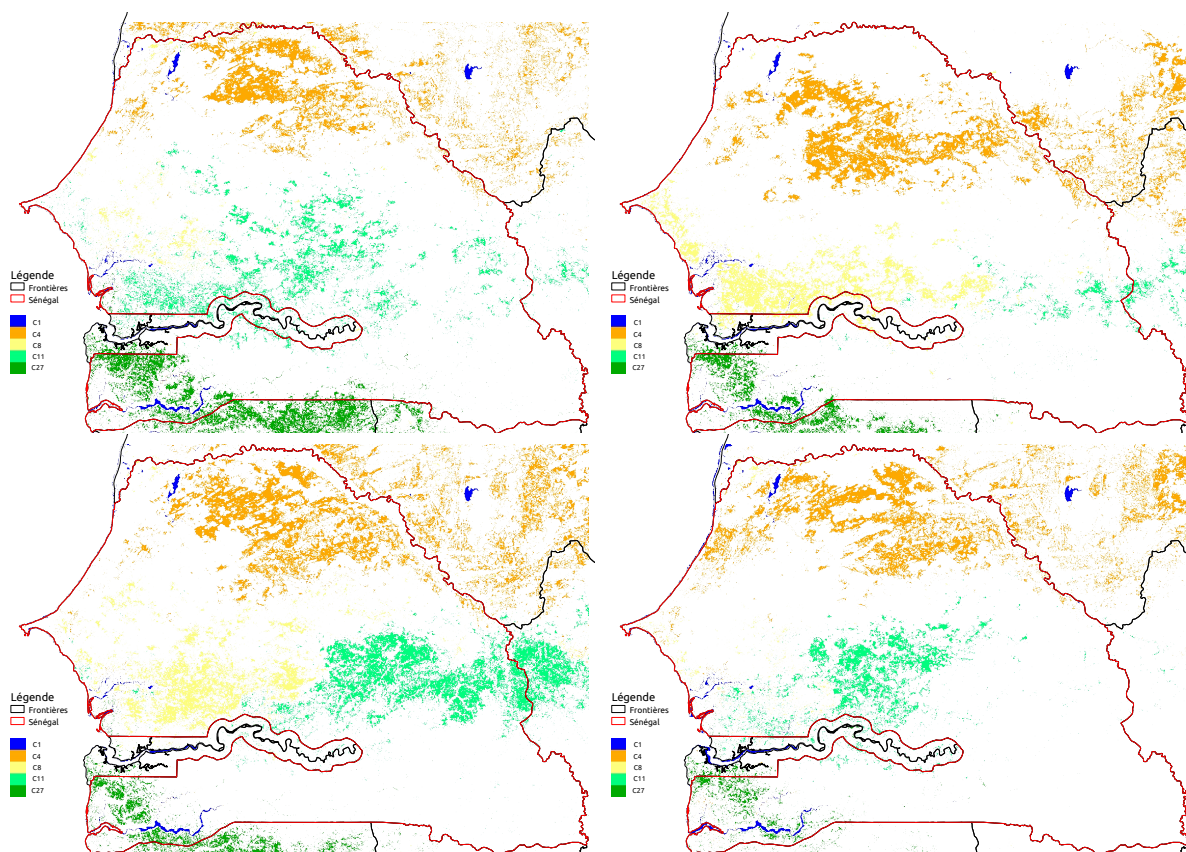 Légende
Frontières
Sénégal
C1
C4
C8
C11
C27
Légende
Frontières
Sénégal
C1
C4
C8
C11
C27
Légende
Frontières
Sénégal
C1
C4
C8
C11
C27
Légende
Frontières
Sénégal
C1
C4
C8
C11
C27